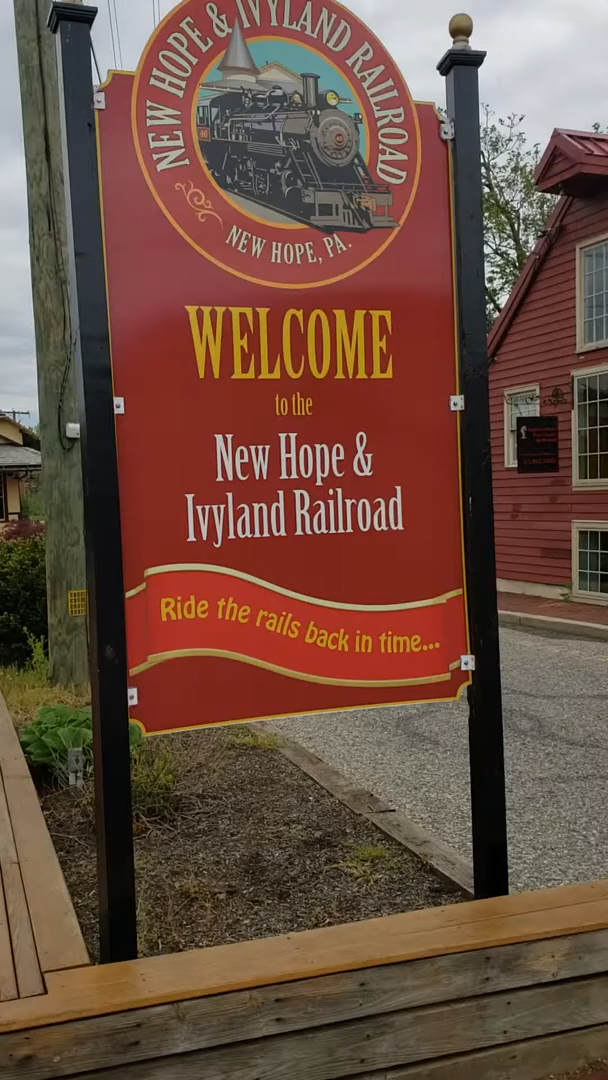 NEW HOPE & IVYLAND RAILROAD
NEW HOPE, PA.
WELCOME
to the
New Hope &
Ivyland Railroad
Ride the rails back in time...